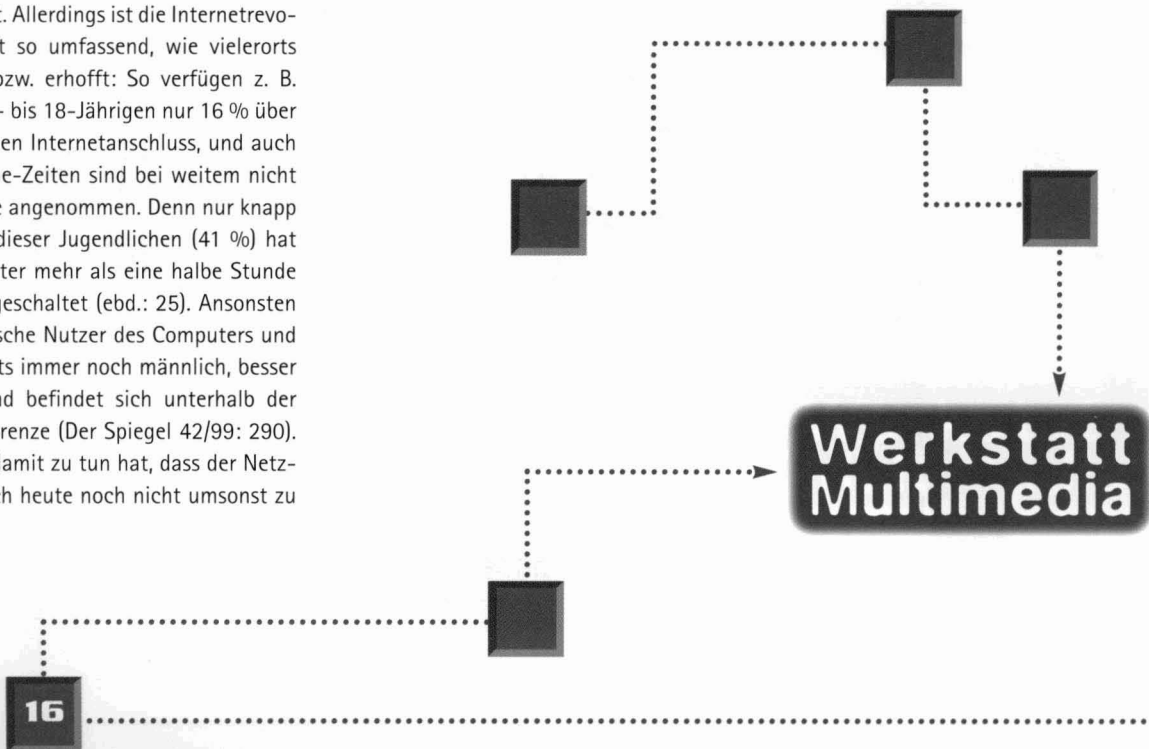 t. Allerdings ist die Internetrevo-
t so umfassend, wie vielerorts
bzw. erhofft: So verfügen z. B.
- bis 18-Jährigen nur 16 % über
en Internetanschluss, und auch
e-Zeiten sind bei weitem nicht
e angenommen. Denn nur knapp
dieser Jugendlichen (41 %) hat
ter mehr als eine halbe Stunde
geschaltet (ebd.: 25). Ansonsten
sche Nutzer des Computers und
ts immer noch männlich, besser
nd befindet sich unterhalb der
renze (Der Spiegel 42/99: 290).
damit zu tun hat, dass der Netz-
ch heute noch nicht umsonst zu
Werkstatt
Multimedia
16